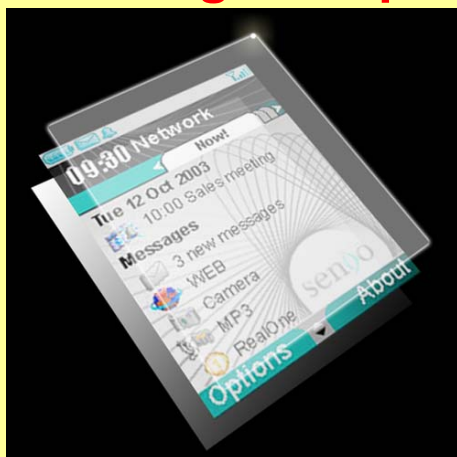 09:30 Network
Now!
Tue 12 Oct 2003
10:00 Sales meeting
Messages
3 new messages
WEB
Camera
MP3
RealOne
sendo
Options
About